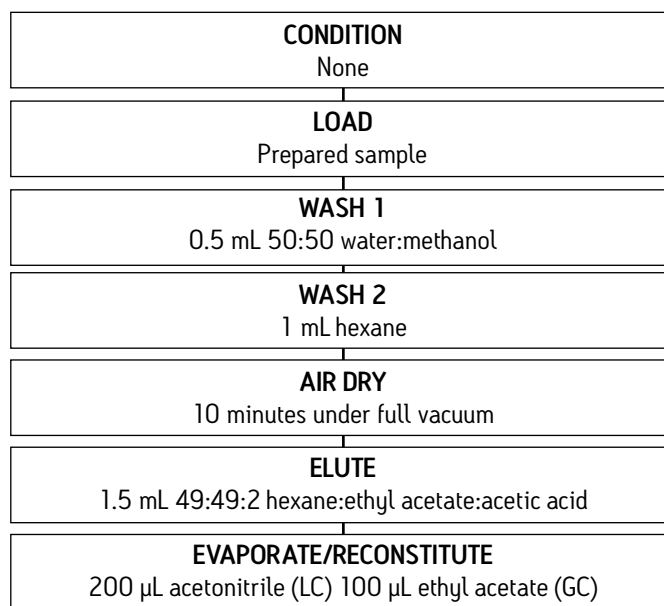 CONDITION
None
LOAD
Prepared sample
WASH 1
0.5 mL 50:50 water:methanol
WASH 2
1 mL hexane
AIR DRY
10 minutes under full vacuum
ELUTE
1.5 mL 49:49:2 hexane:ethyl acetate:acetic acid
EVAPORATE/RECONSTITUTE
200 µL acetonitrile (LC) 100 µL ethyl acetate (GC)